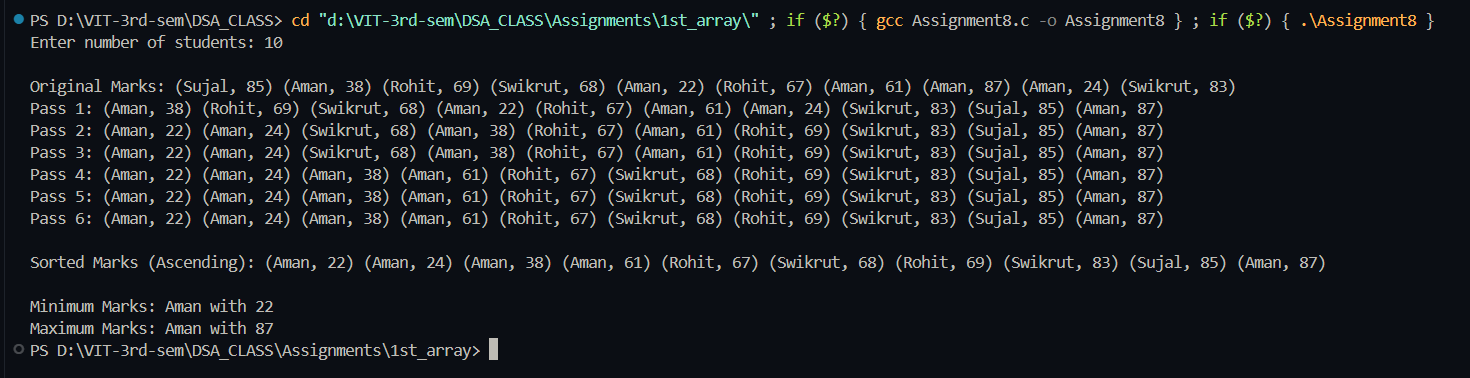 PS D:\VIT-3rd-sem\DSA_CLASS> cd "d:\VIT-3rd-sem\DSA_CLASS\Assignments\1st_array\" ; if ($?) { gcc Assignment8.c -o Assignment8 } ; if ($?) { .\Assignment8 }
Enter number of students: 10
Original Marks: (Sujal, 85) (Aman, 38) (Rohit, 69) (Swikrut, 68) (Aman, 22) (Rohit, 67) (Aman, 61) (Aman, 87) (Aman, 24) (Swikrut, 83)
Pass 1: (Aman, 38) (Rohit, 69) (Swikrut, 68) (Aman, 22) (Rohit, 67) (Aman, 61) (Aman, 24) (Swikrut, 83) (Sujal, 85) (Aman, 87)
Pass 2: (Aman, 22) (Aman, 24) (Swikrut, 68) (Aman, 38) (Rohit, 67) (Aman, 61) (Rohit, 69) (Swikrut, 83) (Sujal, 85) (Aman, 87)
Pass 3: (Aman, 22) (Aman, 24) (Swikrut, 68) (Aman, 38) (Rohit, 67) (Aman, 61) (Rohit, 69) (Swikrut, 83) (Sujal, 85) (Aman, 87)
Pass 4: (Aman, 22) (Aman, 24) (Aman, 38) (Aman, 61) (Rohit, 67) (Swikrut, 68) (Rohit, 69) (Swikrut, 83) (Sujal, 85) (Aman, 87)
Pass 5: (Aman, 22) (Aman, 24) (Aman, 38) (Aman, 61) (Rohit, 67) (Swikrut, 68) (Rohit, 69) (Swikrut, 83) (Sujal, 85) (Aman, 87)
Pass 6: (Aman, 22) (Aman, 24) (Aman, 38) (Aman, 61) (Rohit, 67) (Swikrut, 68) (Rohit, 69) (Swikrut, 83) (Sujal, 85) (Aman, 87)
Sorted Marks (Ascending): (Aman, 22) (Aman, 24) (Aman, 38) (Aman, 61) (Rohit, 67) (Swikrut, 68) (Rohit, 69) (Swikrut, 83) (Sujal, 85) (Aman, 87)
Minimum Marks: Aman with 22
Maximum Marks: Aman with 87
PS D:\VIT-3rd-sem\DSA_CLASS\Assignments\1st_array>